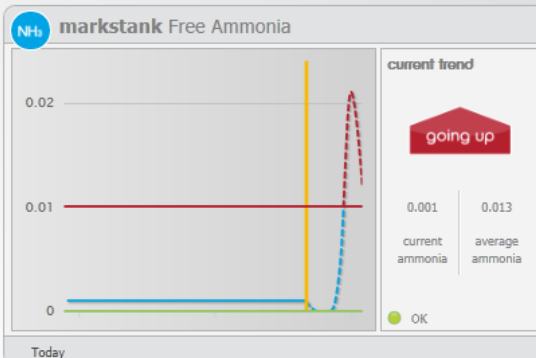 NH₃
markstank Free Ammonia
0.02
0.01
0
current trend
going up
0.001
0.013
current
ammonia
average
ammonia
OK
Today